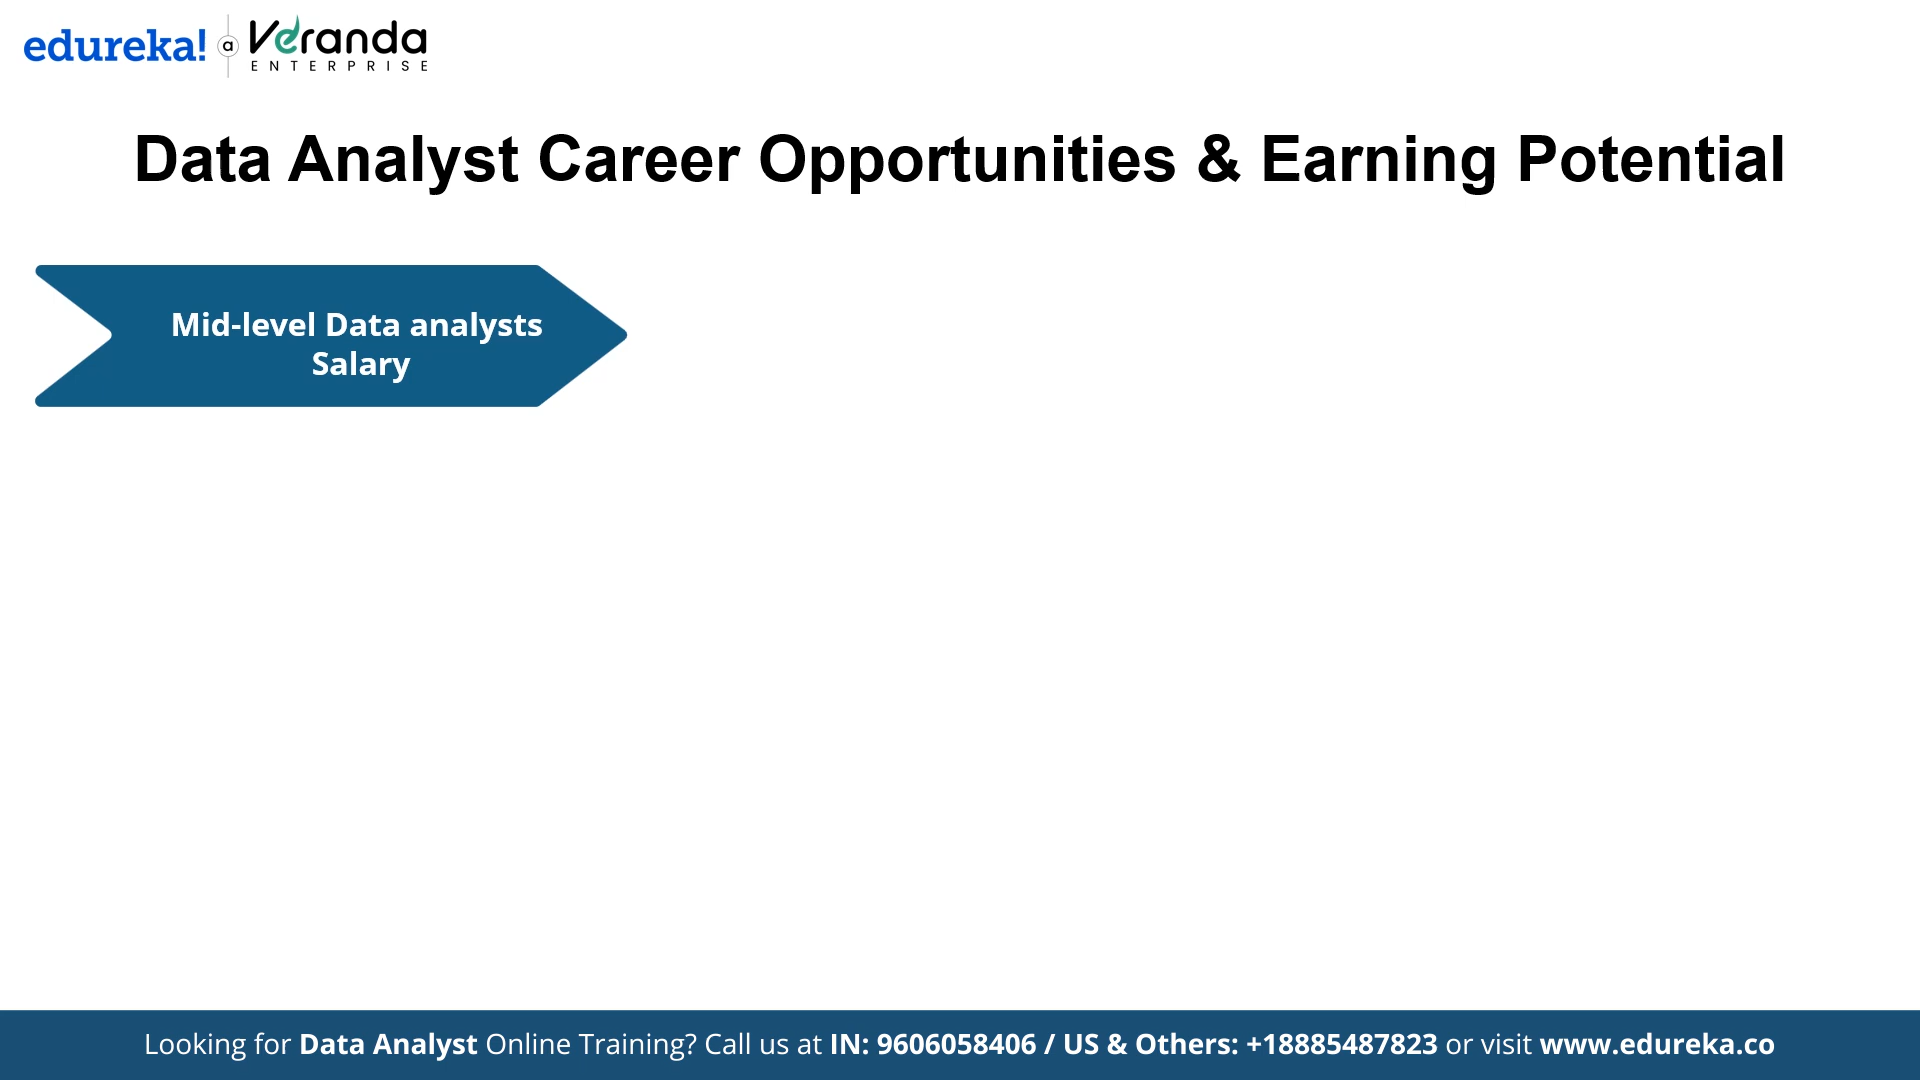 edureka! a Veranda
ENTERPRISE
Data Analyst Career Opportunities & Earning Potential
Mid-level Data analysts
Salary
Looking for Data Analyst Online Training? Call us at IN: 9606058406 / US & Others: +18885487823 or visit www.edureka.co